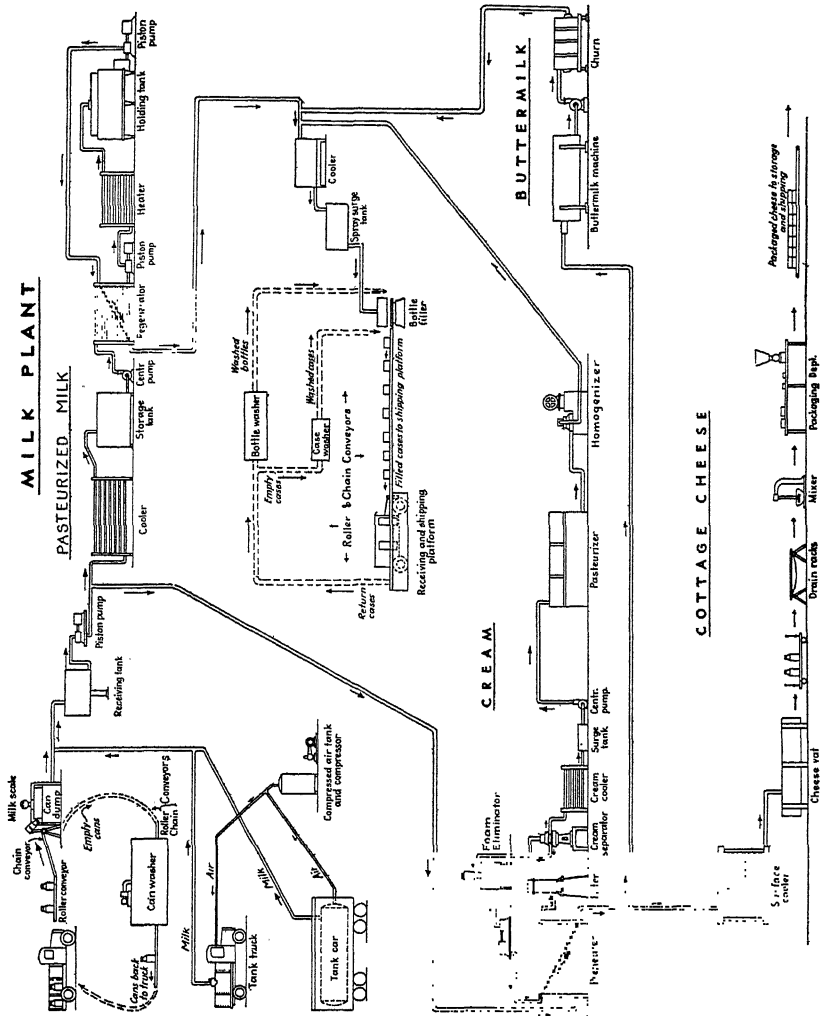 MILK PLANT
PASTEURIZED MILK
Milk scale
Can
dump
Chain
conveyor
Roller conveyor
Empty
cans
Roller
Chain
Conveyors
Can washer
Cans back
to truck
Receiving tank
Piston pump
Cooler
Storage
tank
Centr
pump
Regenerator
Piston
pump
Heater
Holding tank
Piston
pump
Milk
Air
Tank truck
Milk
Air
Tank car
Compressed air tank
and compressor
Return
cases
Empty
cases
Bottle washer
Case
washer
Washed
bottles
Washed cases
Roller & Chain Conveyors
Filled cases to shipping platform
Receiving and shipping
platform
Bottle
filler
Cooler
Spray surge
tank
CREAM
Foam
Eliminator
Cream
separator
Cream
cooler
Surge
tank
Centr.
pump.
Pasteurizer
Homogenizer
BUTTERMILK
Buttermilk machine
Churn
COTTAGE CHEESE
Surface
cooler
Cheese vat
Drain racks
Mixer
Packaging Dept.
Packaged cheese to storage
and shipping